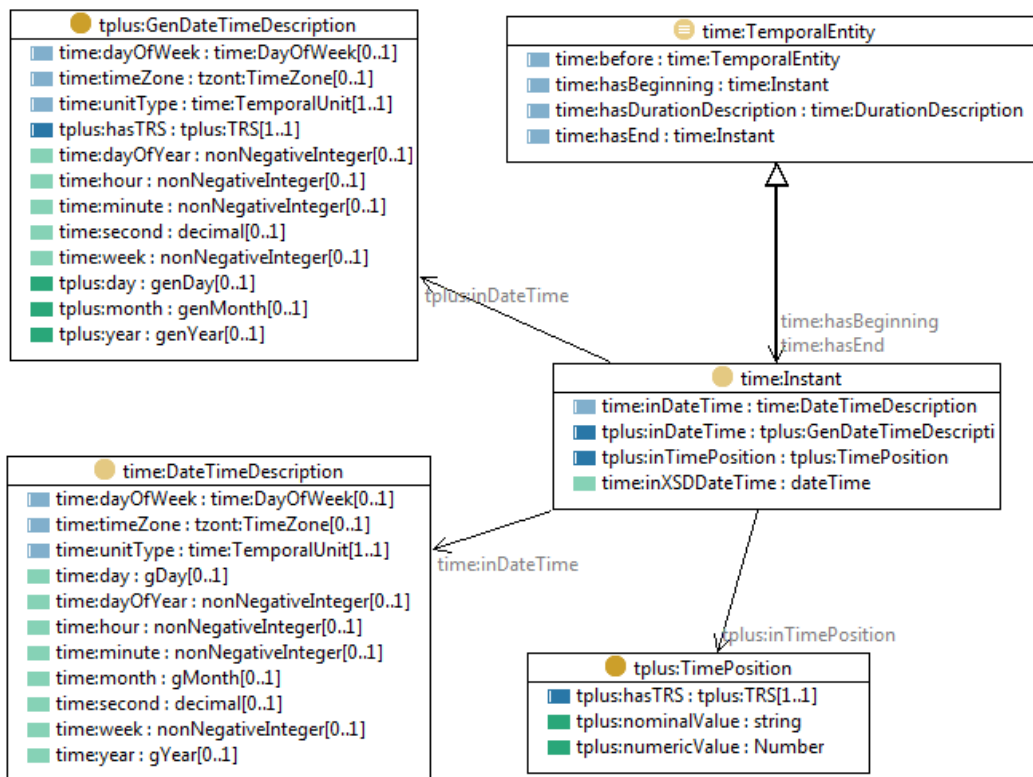 tplus:GenDateTimeDescription
time:dayOfWeek : time:DayOfWeek[0..1]
time:timeZone : tzont:TimeZone[0..1]
time:unitType : time:TemporalUnit[1..1]
tplus:hasTRS : tplus:TRS[1..1]
time:dayOfYear : nonNegativeInteger[0..1]
time:hour : nonNegativeInteger[0..1]
time:minute : nonNegativeInteger[0..1]
time:second : decimal[0..1]
time:week : nonNegativeInteger[0..1]
tplus:day : genDay[0..1]
tplus:month : genMonth[0..1]
tplus:year : genYear[0..1]
time:TemporalEntity
time:before : time:TemporalEntity
time:hasBeginning : time:Instant
time:hasDurationDescription : time:DurationDescription
time:hasEnd : time:Instant
tplus:inDateTime
time:hasBeginning
time:hasEnd
time:Instant
time:inDateTime : time:DateTimeDescription
tplus:inDateTime : tplus:GenDateTimeDescripti
tplus:inTimePosition : tplus:TimePosition
time:inXSDDateTime : dateTime
time:DateTimeDescription
time:dayOfWeek : time:DayOfWeek[0..1]
time:timeZone : tzont:TimeZone[0..1]
time:unitType : time:TemporalUnit[1..1]
time:day : gDay[0..1]
time:dayOfYear : nonNegativeInteger[0..1]
time:hour : nonNegativeInteger[0..1]
time:minute : nonNegativeInteger[0..1]
time:month : gMonth[0..1]
time:second : decimal[0..1]
time:week : nonNegativeInteger[0..1]
time:year : gYear[0..1]
time:inDateTime
tplus:inTimePosition
tplus:TimePosition
tplus:hasTRS : tplus:TRS[1..1]
tplus:nominalValue : string
tplus:numericValue : Number